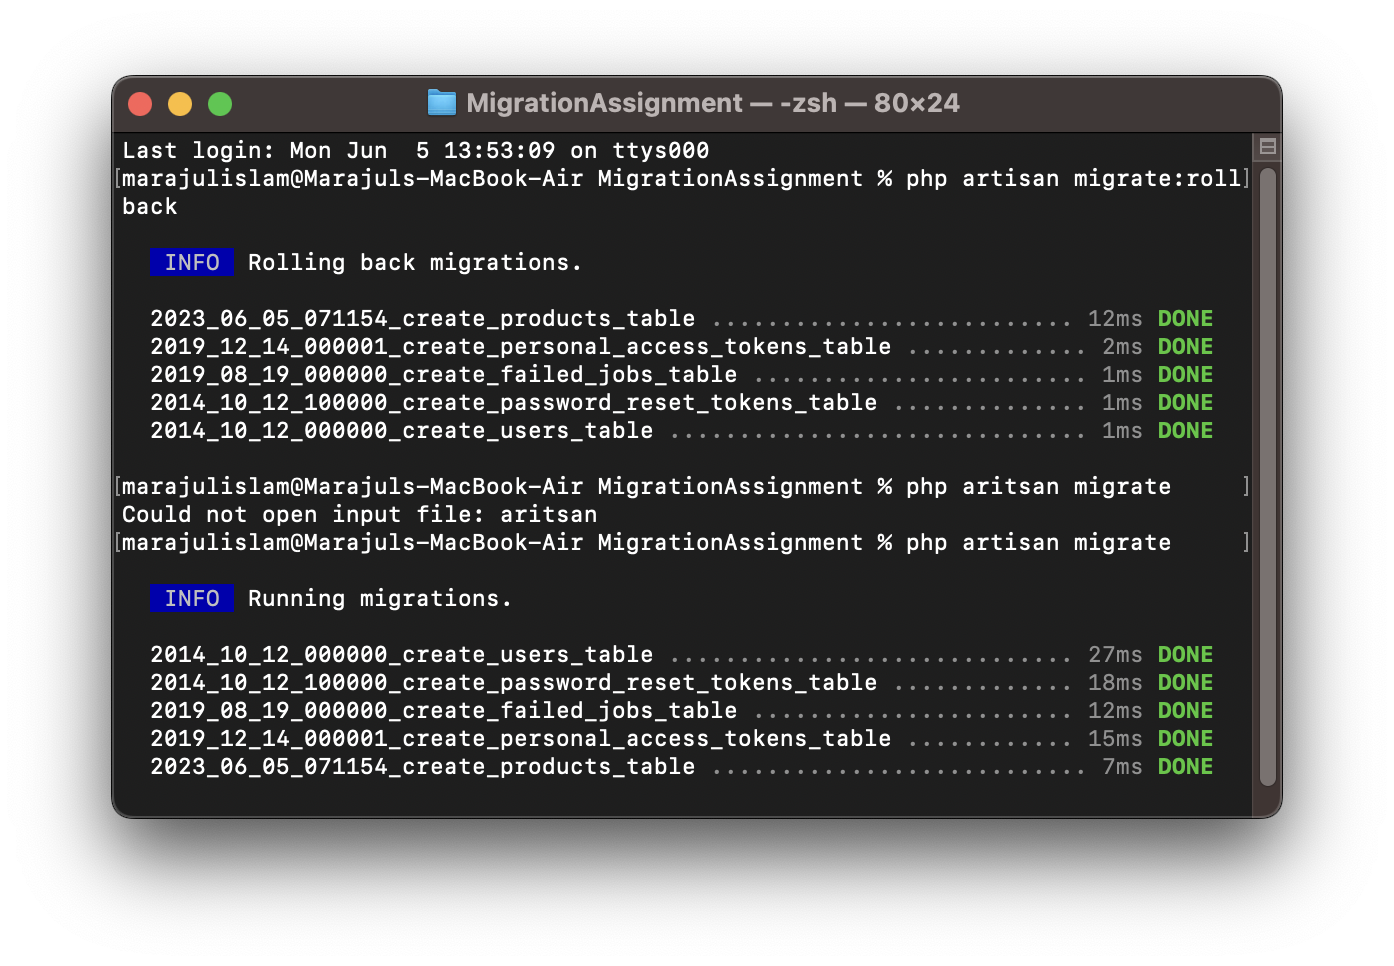 MigrationAssignment — -zsh — 80×24
Last login: Mon Jun  5 13:53:09 on ttys000
[marajulislam@Marajuls-MacBook-Air MigrationAssignment % php artisan migrate:roll]
back
INFO Rolling back migrations.
2023_06_05_071154_create_products_table .......................... 12ms DONE
2019_12_14_000001_create_personal_access_tokens_table ............. 2ms DONE
2019_08_19_000000_create_failed_jobs_table ........................ 1ms DONE
2014_10_12_100000_create_password_reset_tokens_table .............. 1ms DONE
2014_10_12_000000_create_users_table .............................. 1ms DONE
[marajulislam@Marajuls-MacBook-Air MigrationAssignment % php aritsan migrate ]
Could not open input file: aritsan
[marajulislam@Marajuls-MacBook-Air MigrationAssignment % php artisan migrate ]
INFO Running migrations.
2014_10_12_000000_create_users_table ............................. 27ms DONE
2014_10_12_100000_create_password_reset_tokens_table ............. 18ms DONE
2019_08_19_000000_create_failed_jobs_table ....................... 12ms DONE
2019_12_14_000001_create_personal_access_tokens_table ............ 15ms DONE
2023_06_05_071154_create_products_table ........................... 7ms DONE